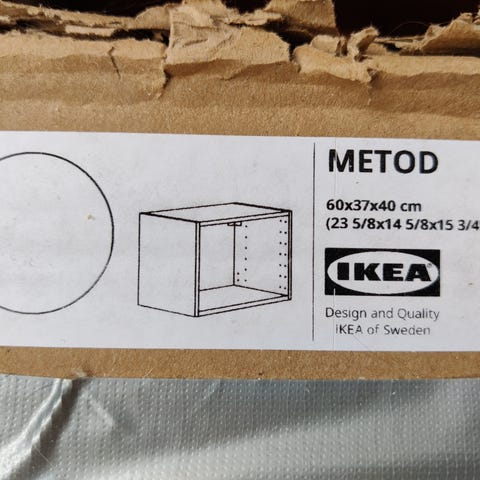 METOD
60x37x40 cm
(23 5/8x14 5/8x15 3/4
IKEA
Design and Quality
IKEA of Sweden